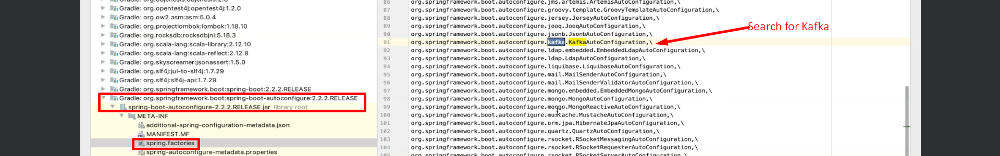 Gradle: org.objenesis:objenesis:2.6
Gradle: org.opentest4j:opentest4j:1.2.0
Gradle: org.ow2.asm:asm:5.0.4
Gradle: org.projectlombok:lombok:1.18.10
Gradle: org.rocksdb:rocksdbjni:5.18.3
Gradle: org.scala-lang:scala-library:2.12.10
Gradle: org.scala-lang:scala-reflect:2.12.8
Gradle: org.skyscreamer:jsonassert:1.5.0
Gradle: org.slf4j:jul-to-slf4j:1.7.29
Gradle: org.slf4j:slf4j-api:1.7.29
Gradle: org.springframework.boot:spring-boot:2.2.2.RELEASE
Gradle: org.springframework.boot:spring-boot-autoconfigure:2.2.2.RELEASE
spring-boot-autoconfigure-2.2.2.RELEASE.jar library root
META-INF
additional-spring-configuration-metadata.json
MANIFEST.MF
spring.factories
spring-autoconfigure-metadata.properties
86 org.springframework.boot.autoconfigure.jms.artemis.ArtemisAutoConfiguration,\
87 org.springframework.boot.autoconfigure.groovy.template.GroovyTemplateAutoConfiguration,\
88 org.springframework.boot.autoconfigure.jersey.JerseyAutoConfiguration,\
89 org.springframework.boot.autoconfigure.jooq.JooqAutoConfiguration,\
90 org.springframework.boot.autoconfigure.jsonb.JsonbAutoConfiguration,\
91 org.springframework.boot.autoconfigure.kafka.KafkaAutoConfiguration,\
92 org.springframework.boot.autoconfigure.ldap.embedded.EmbeddedLdapAutoConfiguration,\
93 org.springframework.boot.autoconfigure.ldap.LdapAutoConfiguration,\
94 org.springframework.boot.autoconfigure.liquibase.LiquibaseAutoConfiguration,\
95 org.springframework.boot.autoconfigure.mail.MailSenderAutoConfiguration,\
96 org.springframework.boot.autoconfigure.mail.MailSenderValidatorAutoConfiguration,\
97 org.springframework.boot.autoconfigure.mongo.embedded.EmbeddedMongoAutoConfiguration,\
98 org.springframework.boot.autoconfigure.mongo.MongoAutoConfiguration,\
99 org.springframework.boot.autoconfigure.mongo.MongoReactiveAutoConfiguration,\
100 org.springframework.boot.autoconfigure.mustache.MustacheAutoConfiguration,\
101 org.springframework.boot.autoconfigure.orm.jpa.HibernateJpaAutoConfiguration,\
102 org.springframework.boot.autoconfigure.quartz.QuartzAutoConfiguration,\
103 org.springframework.boot.autoconfigure.rsocket.RSocketMessagingAutoConfiguration,\
104 org.springframework.boot.autoconfigure.rsocket.RSocketRequesterAutoConfiguration,\
105 org.springframework.boot.autoconfigure.rsocket.RSocketServerAutoConfiguration,\
Search for Kafka